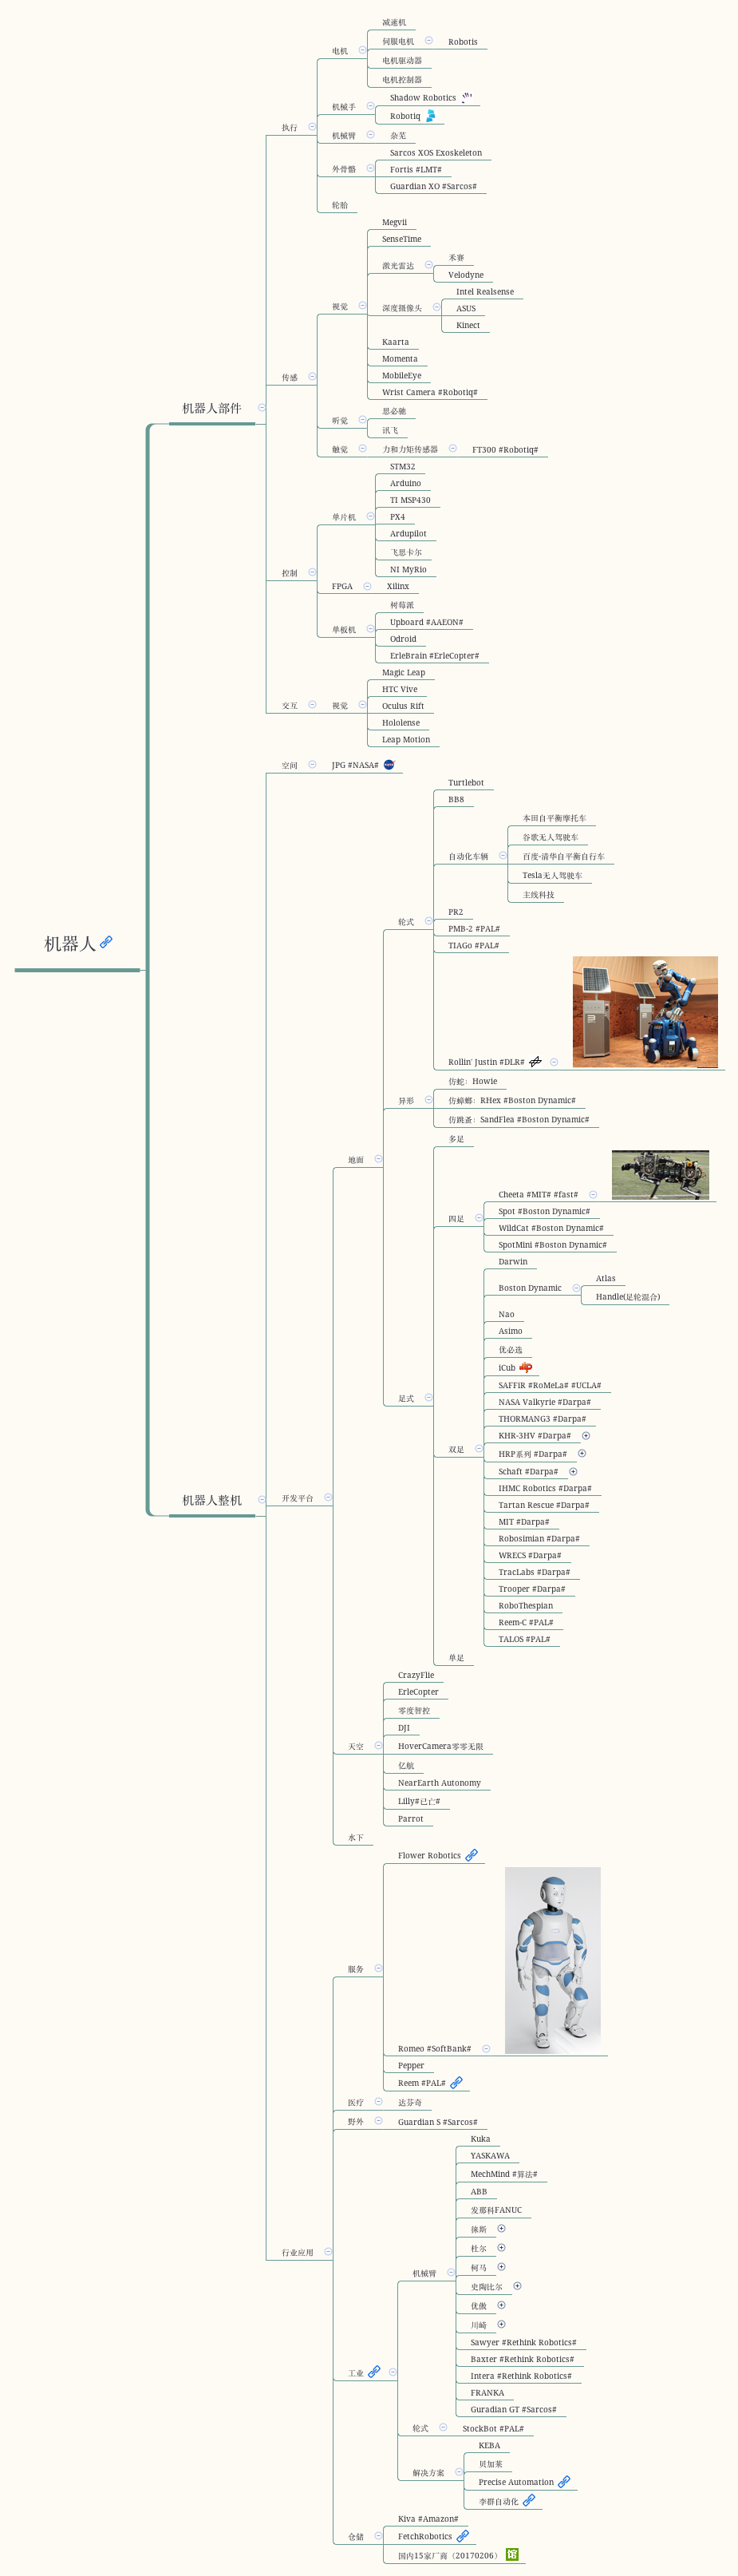 机器人
机器人部件
执行
电机
减速机
伺服电机
Robotis
电机驱动器
电机控制器
机械手
Shadow Robotics
Robotiq
机械臂
杂芜
外骨骼
Sarcos XOS Exoskeleton
Fortis #LMT#
Guardian XO #Sarcos#
轮胎
传感
视觉
Megvii
SenseTime
激光雷达
禾赛
Velodyne
深度摄像头
Intel Realsense
ASUS
Kinect
Kaarta
Momenta
MobileEye
Wrist Camera #Robotiq#
听觉
思必驰
讯飞
触觉
力和力矩传感器
FT300 #Robotiq#
控制
单片机
STM32
Arduino
TI MSP430
PX4
Ardupilot
飞思卡尔
NI MyRio
FPGA
Xilinx
单板机
树莓派
Upboard #AAEON#
Odroid
ErleBrain #ErleCopter#
交互
视觉
Magic Leap
HTC Vive
Oculus Rift
Hololense
Leap Motion
机器人整机
空间
JPG #NASA#
开发平台
地面
轮式
Turtlebot
BB8
自动化车辆
本田自平衡摩托车
谷歌无人驾驶车
百度-清华自平衡自行车
Tesla无人驾驶车
主线科技
PR2
PMB-2 #PAL#
TIAGo #PAL#
Rollin' Justin #DLR#
异形
仿蛇：Howie
仿蟑螂：RHex #Boston Dynamic#
仿跳蚤：SandFlea #Boston Dynamic#
足式
多足
四足
Cheeta #MIT# #fast#
Spot #Boston Dynamic#
WildCat #Boston Dynamic#
SpotMini #Boston Dynamic#
双足
Darwin
Boston Dynamic
Atlas
Handle(足轮混合)
Nao
Asimo
优必选
iCub
SAFFiR #RoMeLa# #UCLA#
NASA Valkyrie #Darpa#
THORMANG3 #Darpa#
KHR-3HV #Darpa#
HRP系列 #Darpa#
Schaft #Darpa#
IHMC Robotics #Darpa#
Tartan Rescue #Darpa#
MIT #Darpa#
Robosimian #Darpa#
WRECS #Darpa#
TracLabs #Darpa#
Trooper #Darpa#
RoboThespian
Reem-C #PAL#
TALOS #PAL#
单足
天空
CrazyFlie
ErleCopter
零度智控
DJI
HoverCamera零零无限
亿航
NearEarth Autonomy
Lilly#已亡#
Parrot
水下
行业应用
服务
Flower Robotics
Romeo #SoftBank#
Pepper
Reem #PAL#
医疗
达芬奇
野外
Guardian S #Sarcos#
工业
机械臂
Kuka
YASKAWA
MechMind #算法#
ABB
发那科FANUC
徕斯
杜尔
柯马
史陶比尔
优傲
川崎
Sawyer #Rethink Robotics#
Baxter #Rethink Robotics#
Intera #Rethink Robotics#
FRANKA
Guradian GT #Sarcos#
轮式
StockBot #PAL#
解决方案
KEBA
贝加莱
Precise Automation
李群自动化
仓储
Kiva #Amazon#
FetchRobotics
国内15家厂商（20170206）
馆